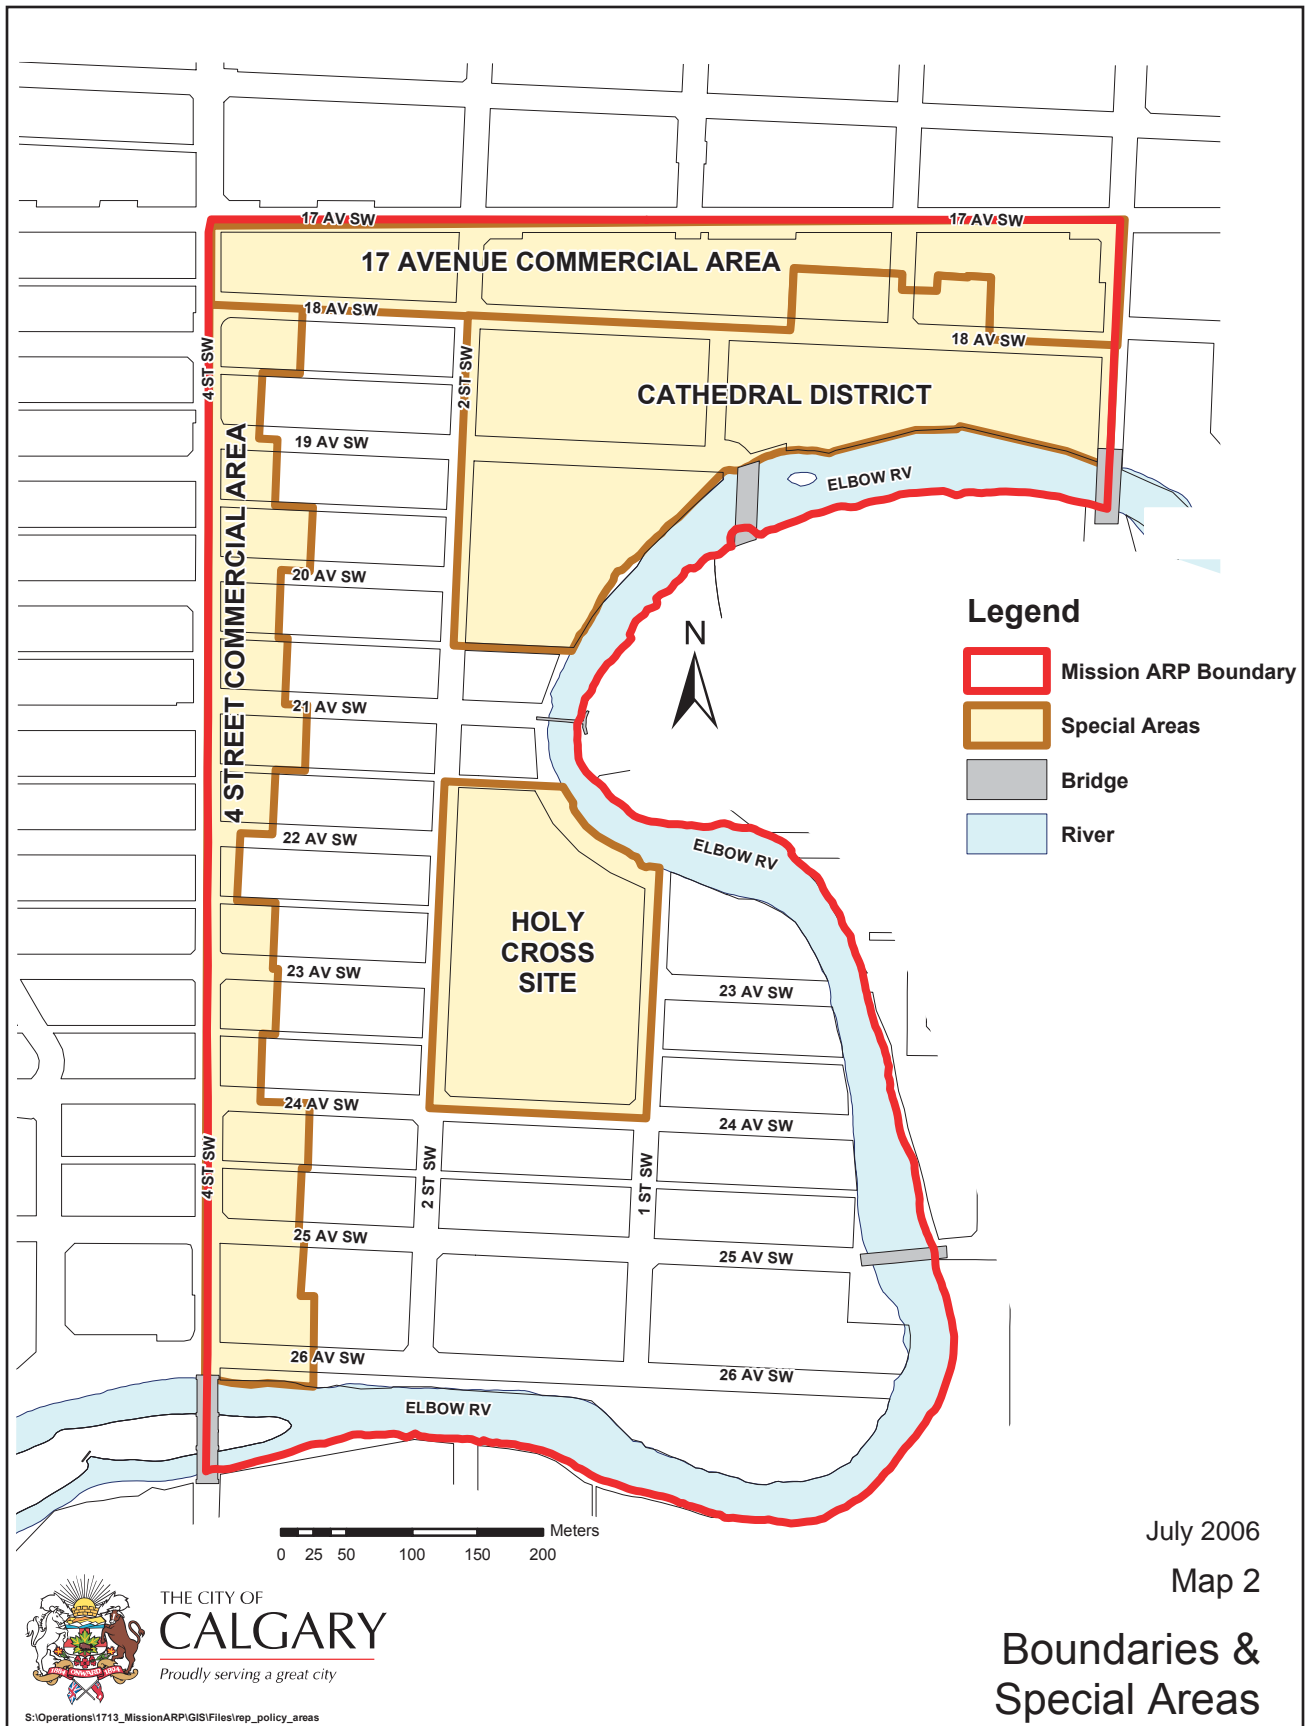 17 AV SW
17 AV SW
17 AVENUE COMMERCIAL AREA
18 AV SW
18 AV SW
4 ST SW
2 ST SW
CATHEDRAL DISTRICT
19 AV SW
4 STREET COMMERCIAL AREA
ELBOW RV
20 AV SW
Legend
N
Mission ARP Boundary
21 AV SW
Special Areas
Bridge
22 AV SW
ELBOW RV
River
HOLY
CROSS
SITE
23 AV SW
23 AV SW
24 AV SW
24 AV SW
4 ST SW
2 ST SW
1 ST SW
25 AV SW
25 AV SW
26 AV SW
26 AV SW
ELBOW RV
Meters
0 25 50 100 150 200
July 2006
Map 2
Boundaries &
Special Areas
THE CITY OF
CALGARY
Proudly serving a great city
1884 ONWARD 1894
S:\Operations\1713_MissionARP\GIS\Files\rep_policy_areas